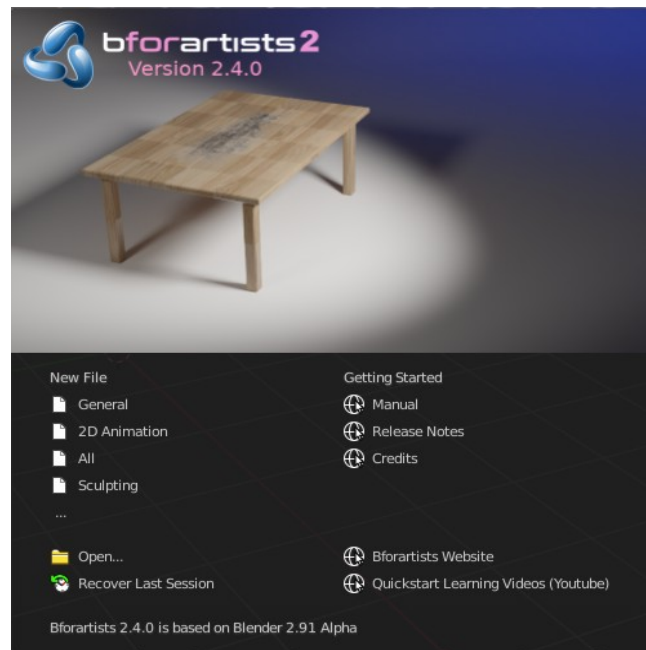 bforartists 2
Version 2.4.0
New File
General
2D Animation
All
Sculpting
...
Open...
Recover Last Session
Getting Started
Manual
Release Notes
Credits
Bforartists Website
Quickstart Learning Videos (Youtube)
Bforartists 2.4.0 is based on Blender 2.91 Alpha